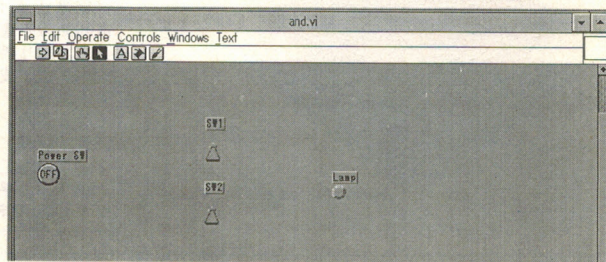 and.vi
File Edit Operate Controls Windows Text
A
SW1
Power SW
OFF
SW2
Lamp